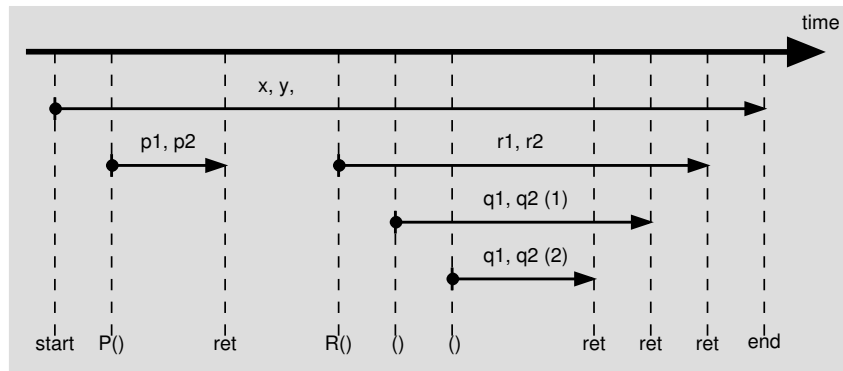 time
x, y,
p1, p2 r1, r2
q1, q2 (1)
q1, q2 (2)
start P() ret R() () () ret ret ret end